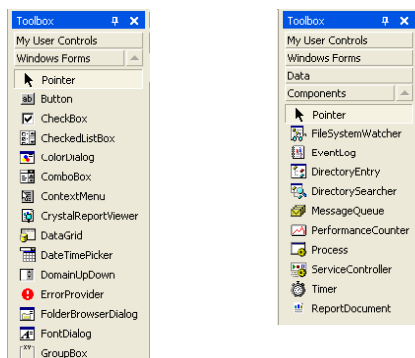 Toolbox
My User Controls
Windows Forms
Pointer
Button
CheckBox
CheckedListBox
ColorDialog
ComboBox
ContextMenu
CrystalReportViewer
DataGrid
DateTimePicker
DomainUpDown
ErrorProvider
FolderBrowserDialog
FontDialog
GroupBox
Toolbox
My User Controls
Windows Forms
Data
Components
Pointer
FileSystemWatcher
EventLog
DirectoryEntry
DirectorySearcher
MessageQueue
PerformanceCounter
Process
ServiceController
Timer
ReportDocument